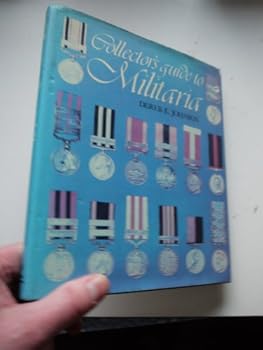 Collector's guide to
Militaria
DEREK E. JOHNSON